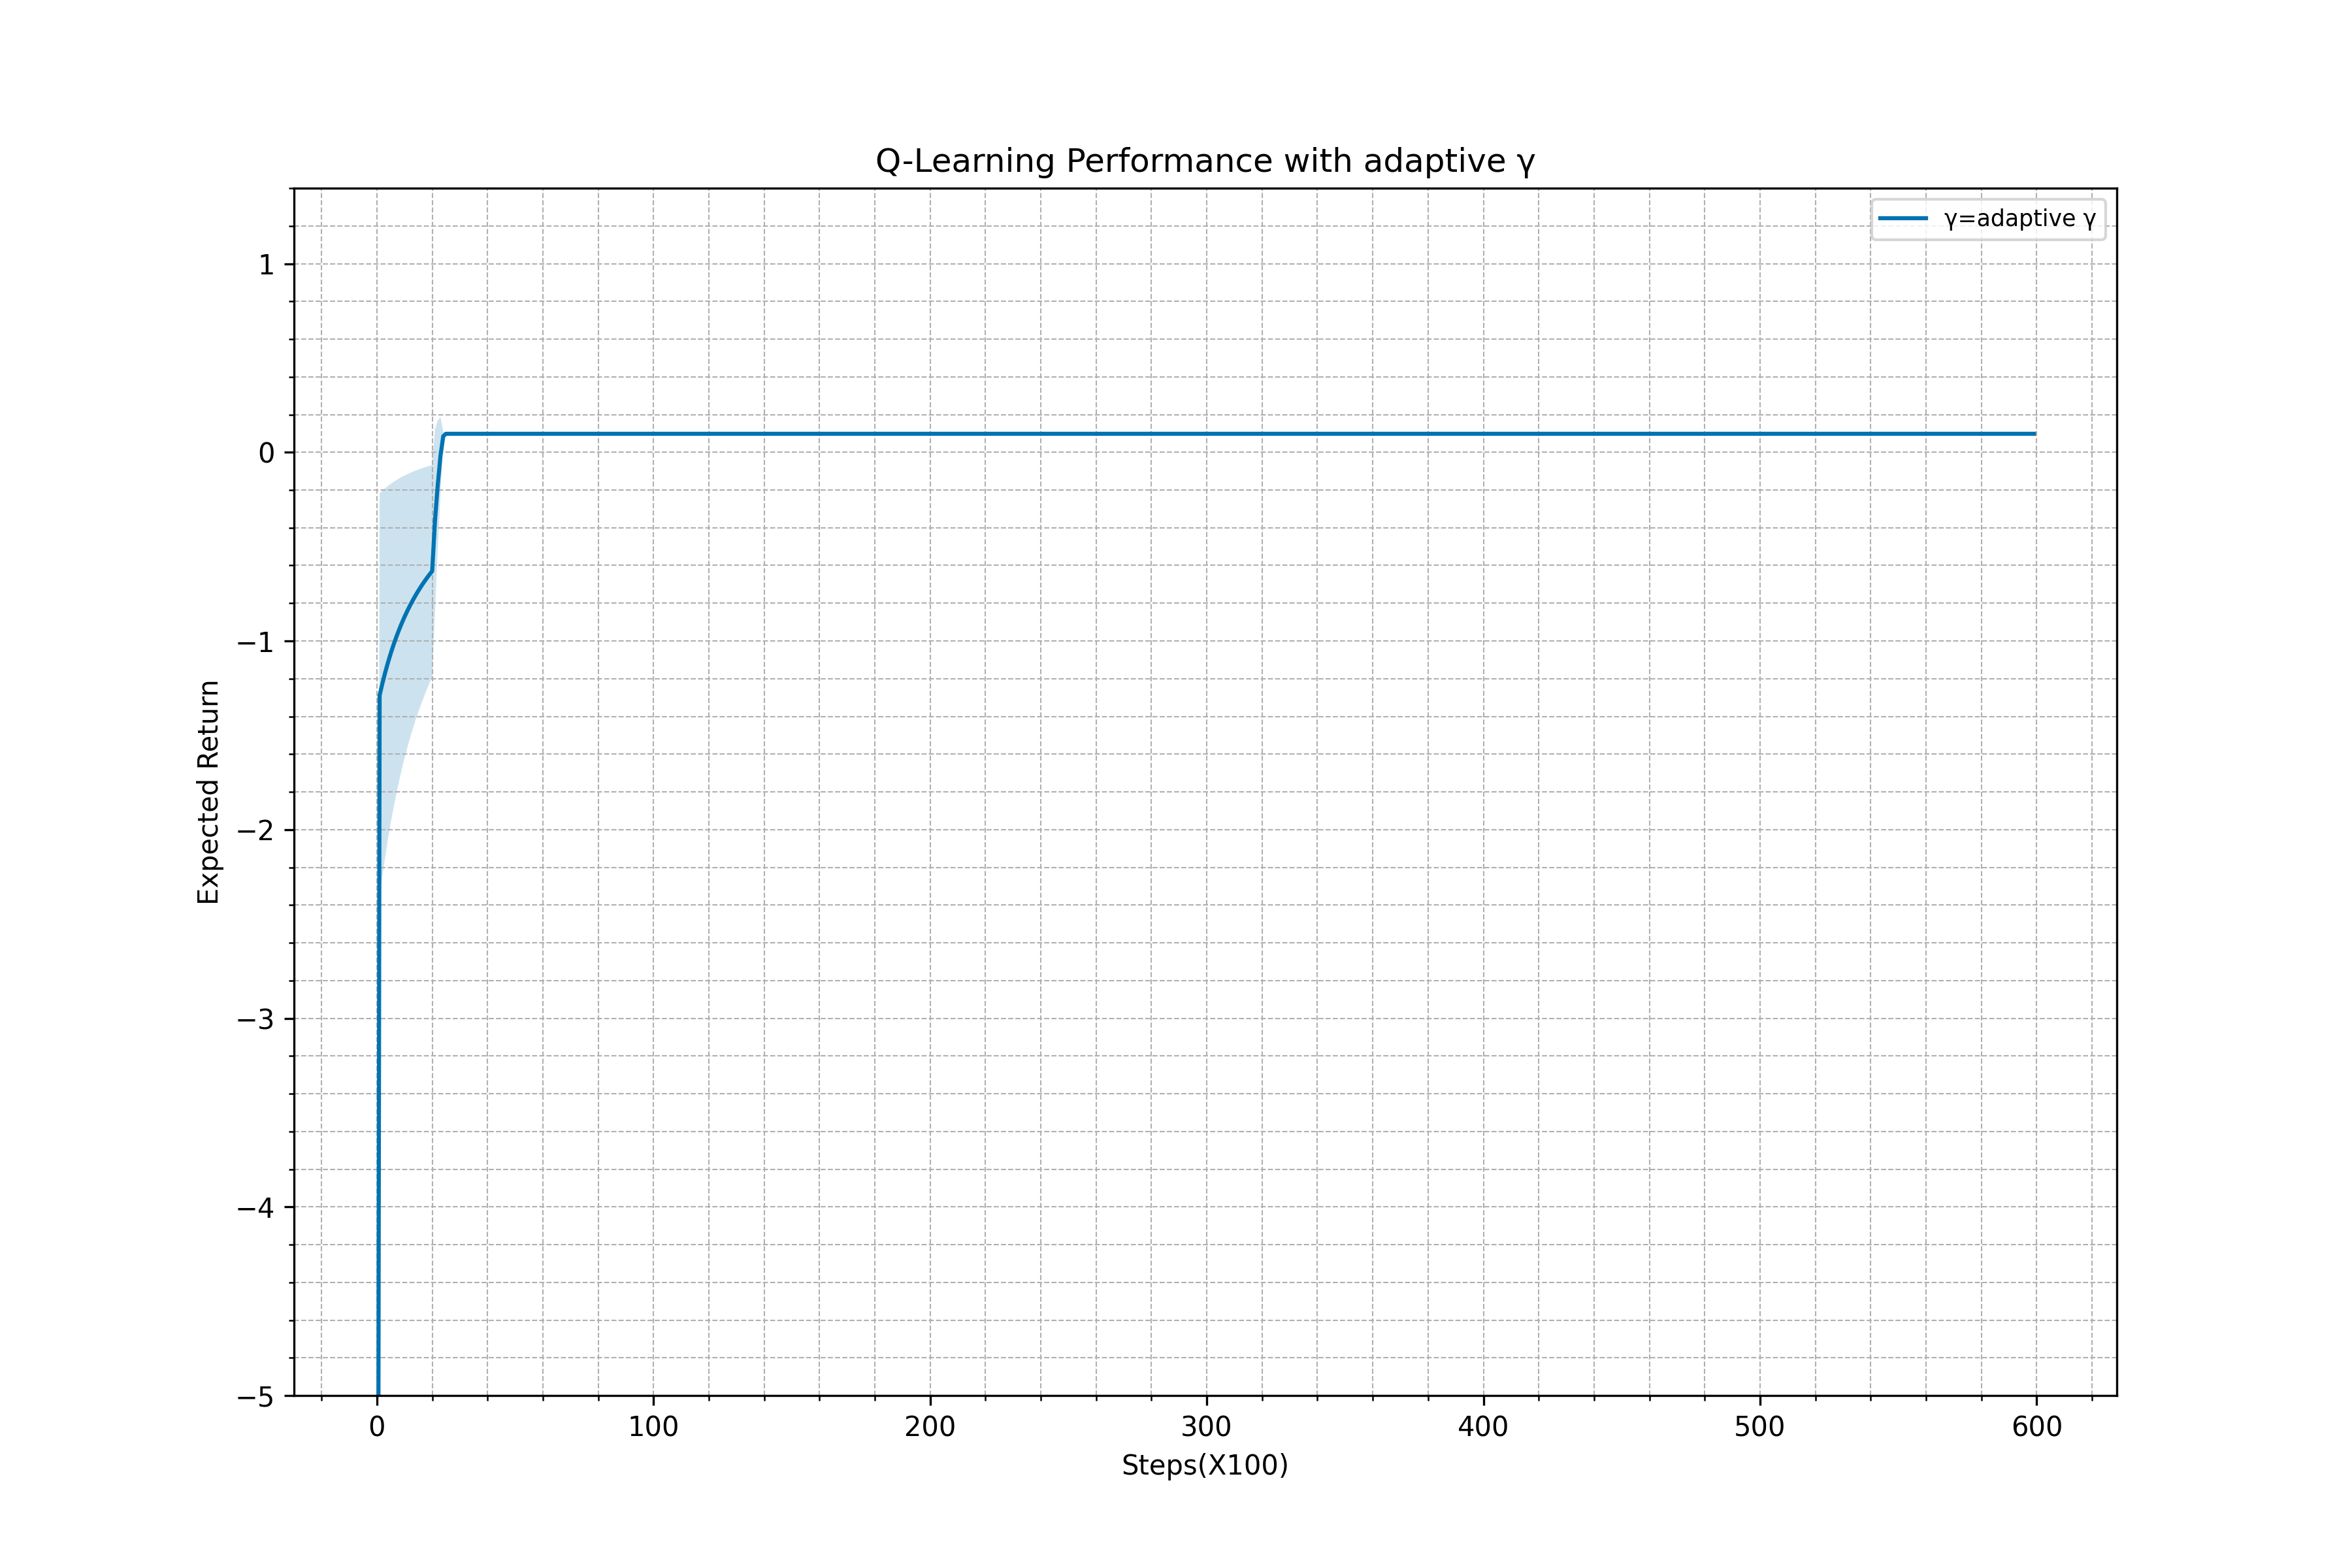 Q-Learning Performance with adaptive γ
γ=adaptive γ
1
0
−1
−2
−3
−4
−5
Expected Return
0 100 200 300 400 500 600
Steps(X100)